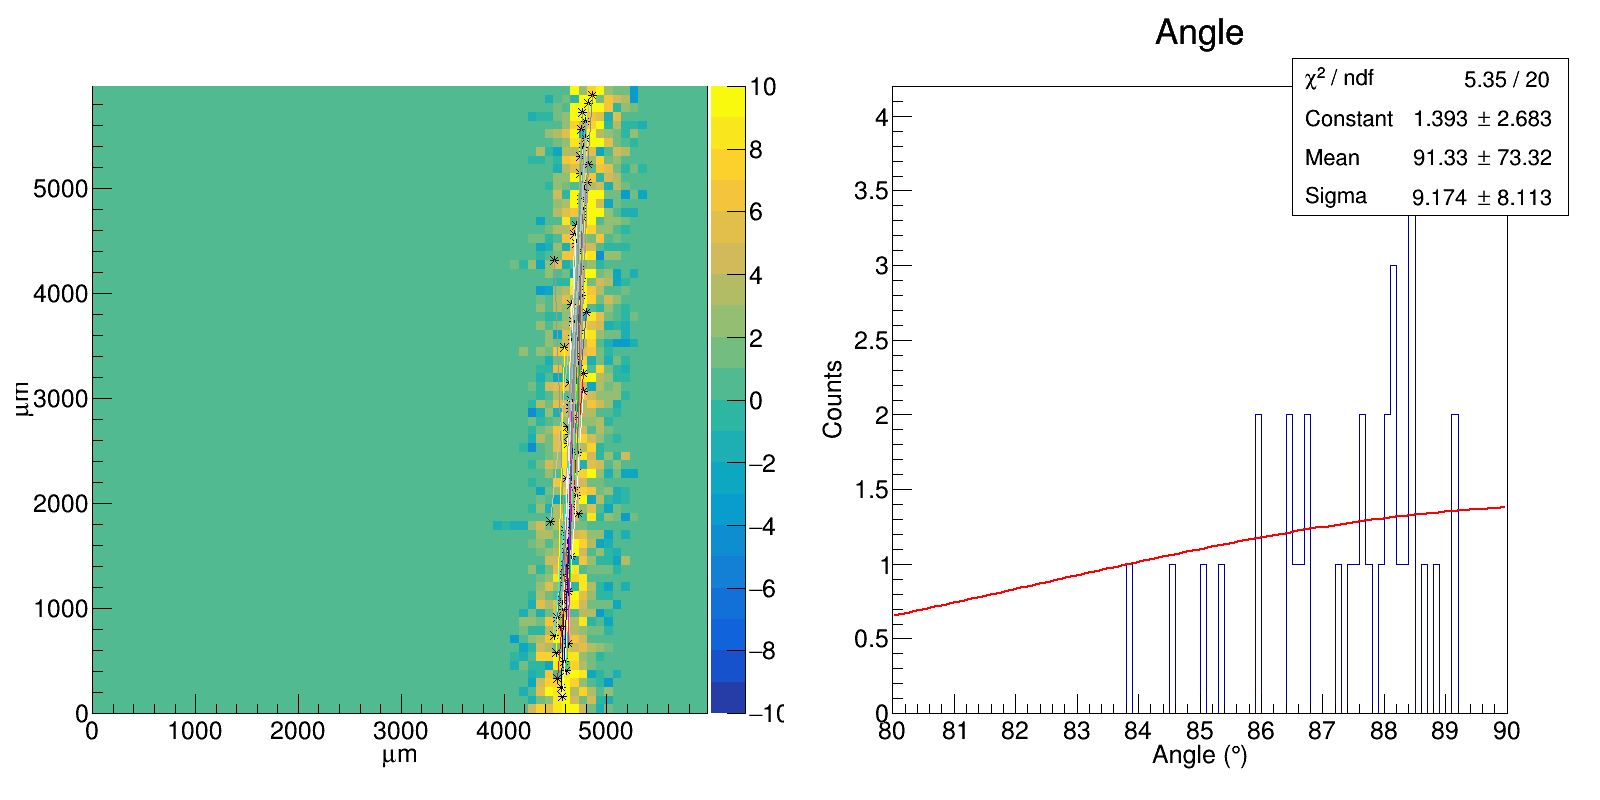 Angle
χ² / ndf 5.35 / 20
Constant 1.393 ± 2.683
Mean 91.33 ± 73.32
Sigma 9.174 ± 8.113
μm
5000
4000
3000
2000
1000
0
0 1000 2000 3000 4000 5000
μm
10
8
6
4
2
0
−2
−4
−6
−8
Counts
4
3.5
3
2.5
2
1.5
1
0.5
0
80 81 82 83 84 85 86 87 88 89 90
Angle (°)